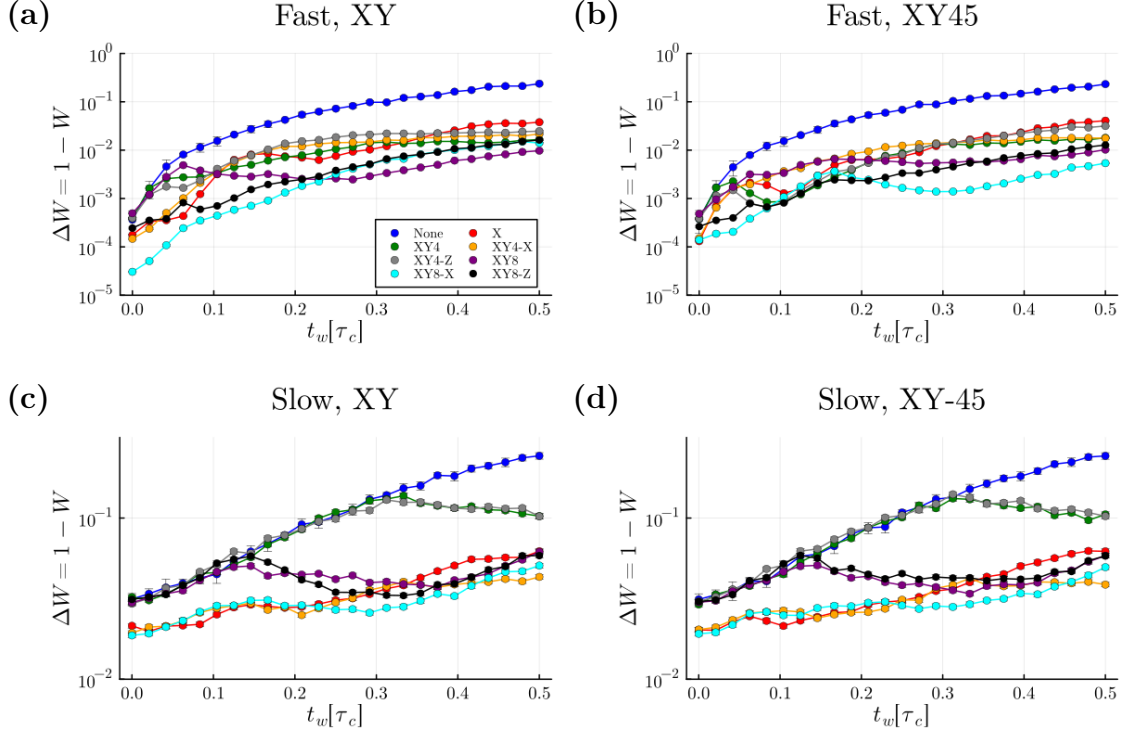 (a)
Fast, XY
ΔW = 1 − W
10⁰
10⁻¹
10⁻²
10⁻³
10⁻⁴
10⁻⁵
None
X
XY4
XY4-X
XY4-Z
XY8
XY8-X
XY8-Z
0.0 0.1 0.2 0.3 0.4 0.5
t_w[τ_c]
(b)
Fast, XY45
ΔW = 1 − W
10⁰
10⁻¹
10⁻²
10⁻³
10⁻⁴
10⁻⁵
0.0 0.1 0.2 0.3 0.4 0.5
t_w[τ_c]
(c)
Slow, XY
ΔW = 1 − W
10⁻¹
10⁻²
0.0 0.1 0.2 0.3 0.4 0.5
t_w[τ_c]
(d)
Slow, XY-45
ΔW = 1 − W
10⁻¹
10⁻²
0.0 0.1 0.2 0.3 0.4 0.5
t_w[τ_c]